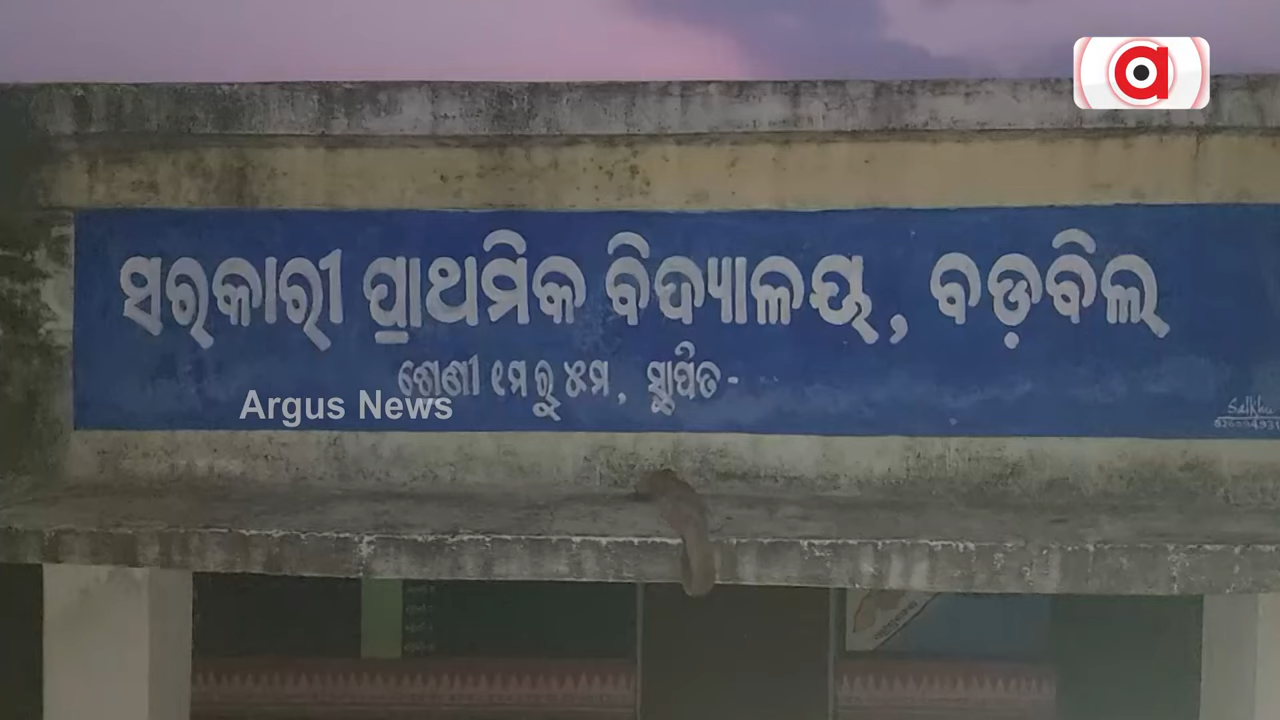 a
ସରକାରୀ ପ୍ରାଥମିକ ବିଦ୍ୟାଳୟ, ବଡ଼ବିଲ୍
ଶ୍ରେଣୀ ୧ମ ରୁ ୫ମ, ସ୍ଥାପିତ -
Argus News